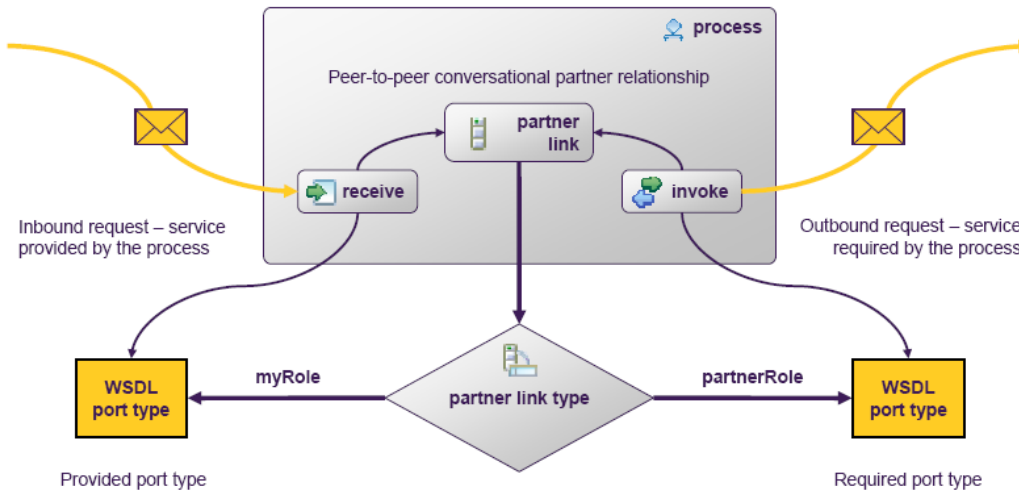 process
Peer-to-peer conversational partner relationship
partner
link
receive
invoke
Inbound request – service
provided by the process
Outbound request – service
required by the process
WSDL
port type
myRole
partner link type
partnerRole
WSDL
port type
Provided port type
Required port type